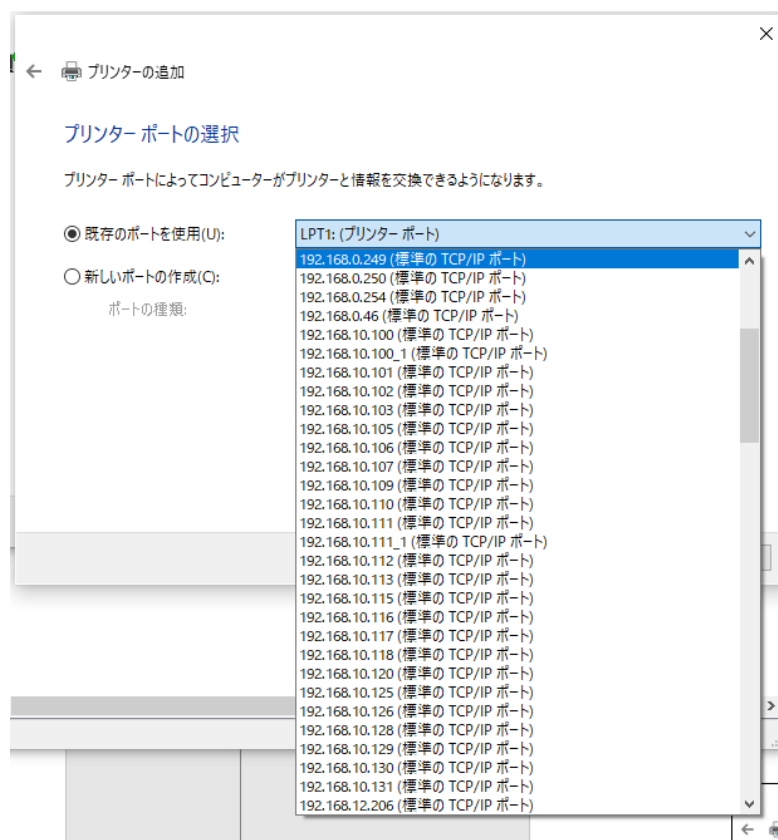 プリンターの追加
プリンター ポートの選択
プリンター ポートによってコンピューターがプリンターと情報を交換できるようになります。
既存のポートを使用(U):
LPT1: (プリンター ポート)
新しいポートの作成(C):
ポートの種類:
192.168.0.249 (標準の TCP/IP ポート)
192.168.0.250 (標準の TCP/IP ポート)
192.168.0.254 (標準の TCP/IP ポート)
192.168.0.46 (標準の TCP/IP ポート)
192.168.10.100 (標準の TCP/IP ポート)
192.168.10.100_1 (標準の TCP/IP ポート)
192.168.10.101 (標準の TCP/IP ポート)
192.168.10.102 (標準の TCP/IP ポート)
192.168.10.103 (標準の TCP/IP ポート)
192.168.10.105 (標準の TCP/IP ポート)
192.168.10.106 (標準の TCP/IP ポート)
192.168.10.107 (標準の TCP/IP ポート)
192.168.10.109 (標準の TCP/IP ポート)
192.168.10.110 (標準の TCP/IP ポート)
192.168.10.111 (標準の TCP/IP ポート)
192.168.10.111_1 (標準の TCP/IP ポート)
192.168.10.112 (標準の TCP/IP ポート)
192.168.10.113 (標準の TCP/IP ポート)
192.168.10.115 (標準の TCP/IP ポート)
192.168.10.116 (標準の TCP/IP ポート)
192.168.10.117 (標準の TCP/IP ポート)
192.168.10.118 (標準の TCP/IP ポート)
192.168.10.120 (標準の TCP/IP ポート)
192.168.10.125 (標準の TCP/IP ポート)
192.168.10.126 (標準の TCP/IP ポート)
192.168.10.128 (標準の TCP/IP ポート)
192.168.10.129 (標準の TCP/IP ポート)
192.168.10.130 (標準の TCP/IP ポート)
192.168.10.131 (標準の TCP/IP ポート)
192.168.12.206 (標準の TCP/IP ポート)